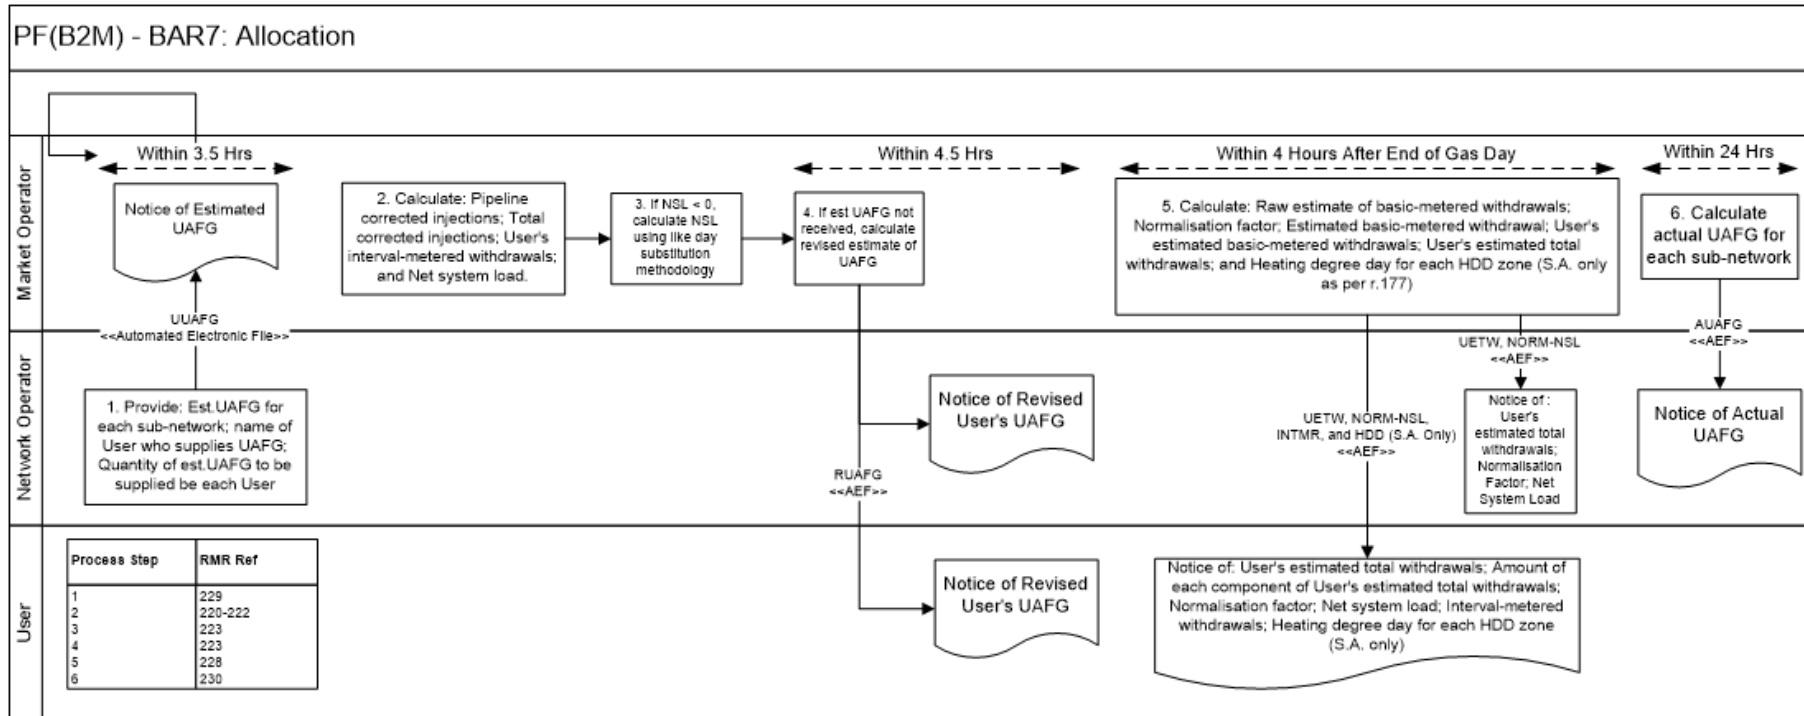 PF(B2M) - BAR7: Allocation
Market Operator
Within 3.5 Hrs
Notice of Estimated
UAFG
UUAFG
<<Automated Electronic File>>
2. Calculate: Pipeline
corrected injections; Total
corrected injections; User's
interval-metered withdrawals;
and Net system load.
3. If NSL < 0,
calculate NSL
using like day
substitution
methodology
Within 4.5 Hrs
4. If est UAFG not
received, calculate
revised estimate of
UAFG
Within 4 Hours After End of Gas Day
5. Calculate: Raw estimate of basic-metered withdrawals;
Normalisation factor; Estimated basic-metered withdrawal; User's
estimated basic-metered withdrawals; User's estimated total
withdrawals; and Heating degree day for each HDD zone (S.A. only
as per r.177)
Within 24 Hrs
6. Calculate
actual UAFG for
each sub-network
Network Operator
1. Provide: Est.UAFG for
each sub-network; name of
User who supplies UAFG;
Quantity of est.UAFG to be
supplied be each User
Notice of Revised
User's UAFG
RUAFG
<<AEF>>
UETW, NORM-NSL,
INTMR, and HDD (S.A. Only)
<<AEF>>
UETW, NORM-NSL
<<AEF>>
Notice of :
User's
estimated total
withdrawals;
Normalisation
Factor; Net
System Load
AUAFG
<<AEF>>
Notice of Actual
UAFG
User
Process Step RMR Ref
1 229
2 220-222
3 223
4 223
5 228
6 230
Notice of Revised
User's UAFG
Notice of: User's estimated total withdrawals; Amount of
each component of User's estimated total withdrawals;
Normalisation factor; Net system load; Interval-metered
withdrawals; Heating degree day for each HDD zone
(S.A. only)